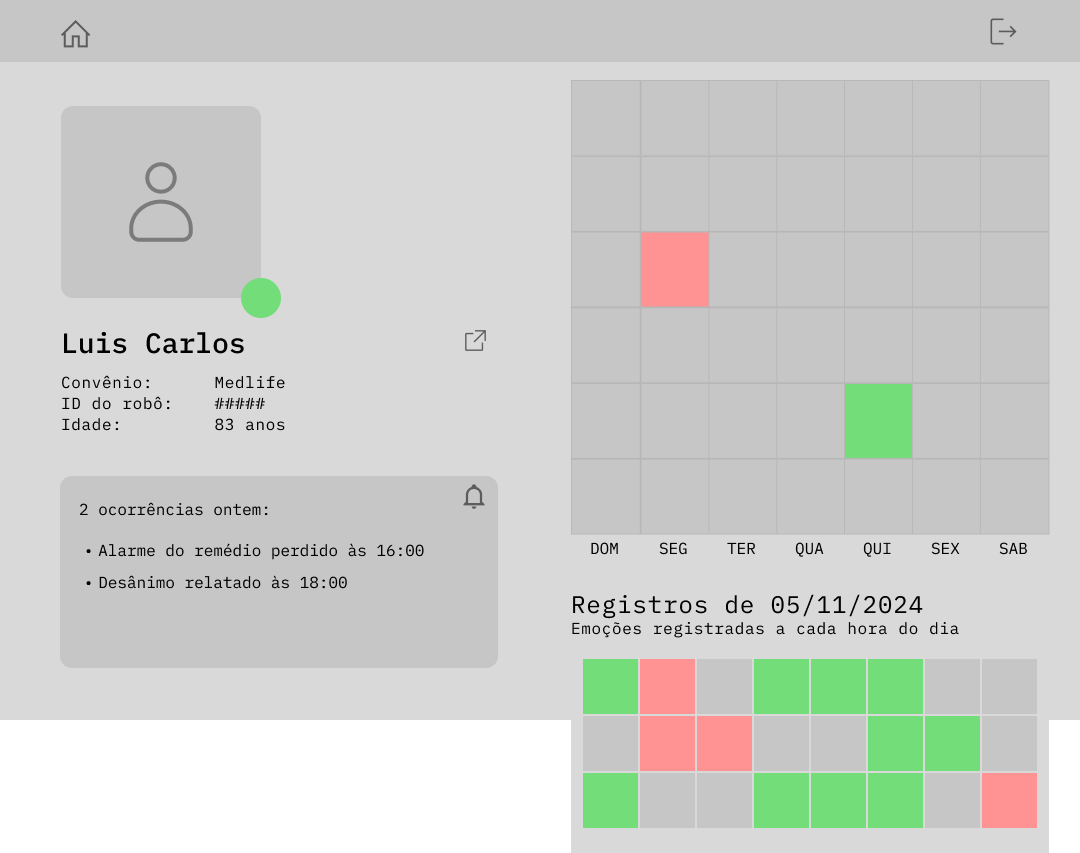 Luis Carlos
Convênio: Medlife
ID do robô: #####
Idade: 83 anos
2 ocorrências ontem:
• Alarme do remédio perdido às 16:00
• Desânimo relatado às 18:00
DOM SEG TER QUA QUI SEX SAB
Registros de 05/11/2024
Emoções registradas a cada hora do dia